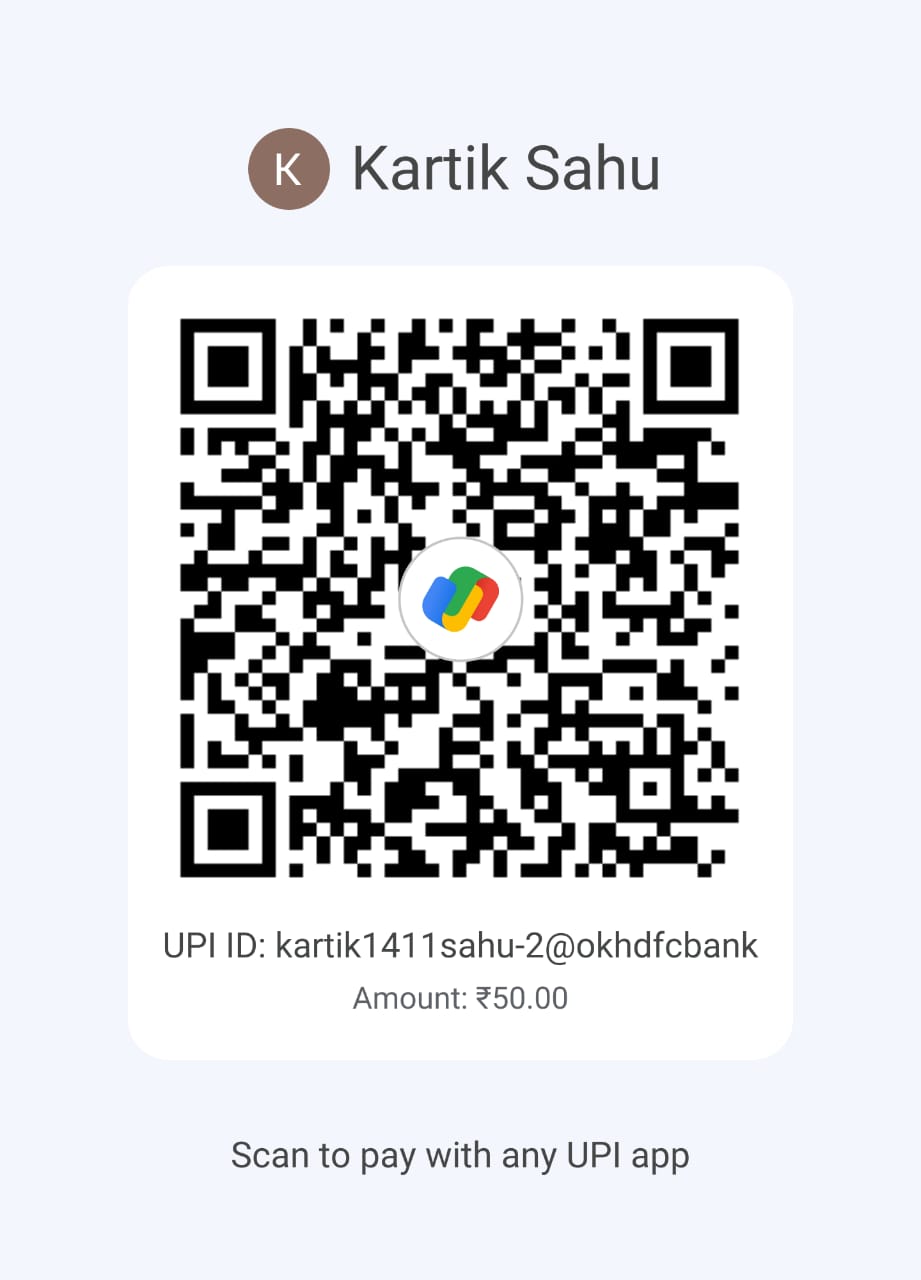 K
Kartik Sahu
UPI ID: kartik1411sahu-2@okhdfcbank
Amount: ₹50.00
Scan to pay with any UPI app